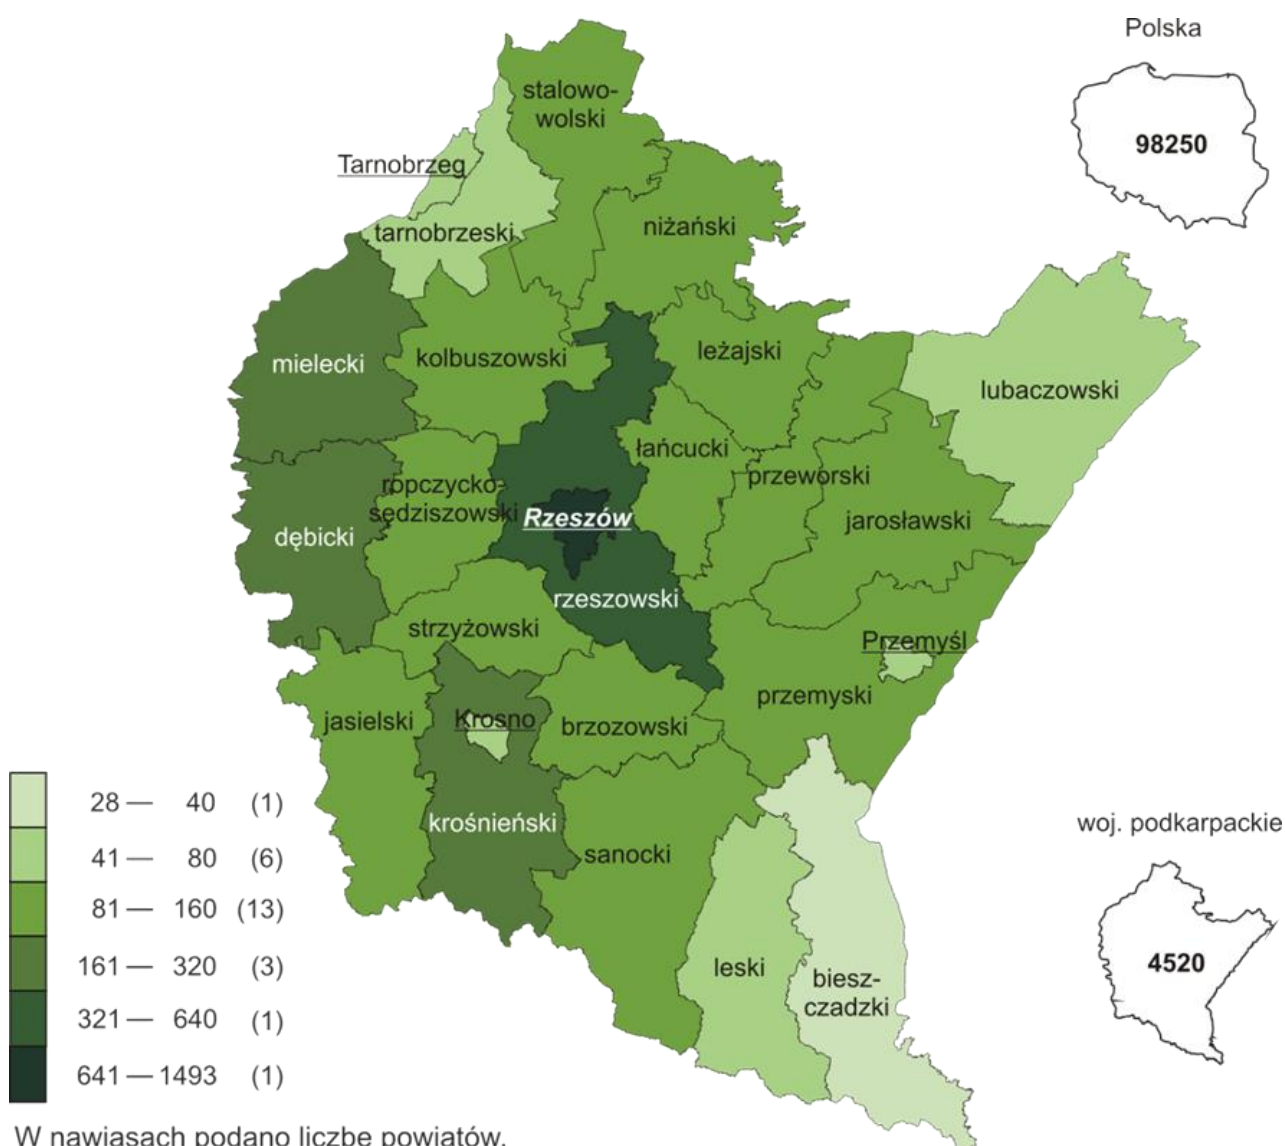 Polska
98250
stalowo-
wolski
Tarnobrzeg
tarnobrzeski
niżański
mielecki
kolbuszowski
leżajski
lubaczowski
łańcucki
ropczycko-
sędziszowski
przeworski
jarosławski
dębicki
Rzeszów
rzeszowski
strzyżowski
Przemyśl
przemyski
jasielski
Krosno
brzozowski
krośnieński
sanocki
leski
biesz-
czadzki
28 — 40 (1)
41 — 80 (6)
81 — 160 (13)
161 — 320 (3)
321 — 640 (1)
641 — 1493 (1)
woj. podkarpackie
4520
W nawiasach podano liczbę powiatów.